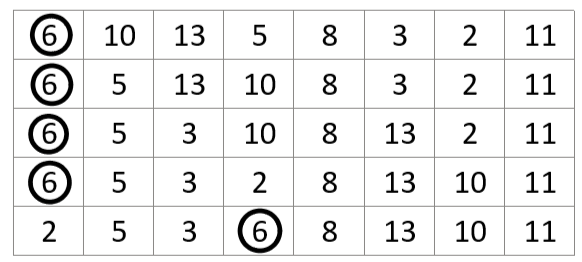 6 10 13 5 8 3 2 11
6 5 13 10 8 3 2 11
6 5 3 10 8 13 2 11
6 5 3 2 8 13 10 11
2 5 3 6 8 13 10 11